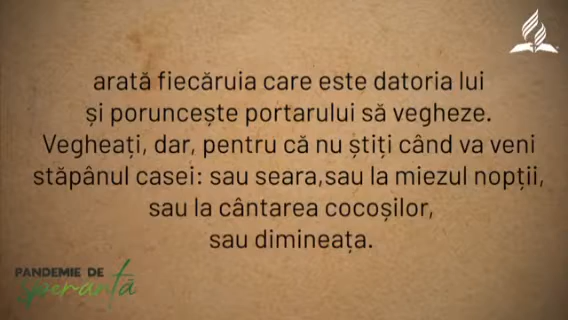 arată fiecăruia care este datoria lui
și poruncește portarului să vegheze.
Vegheați, dar, pentru că nu știți când va veni
stăpânul casei: sau seara,sau la miezul nopții,
sau la cântarea cocoșilor,
sau dimineața.
PANDEMIE DE
speranță